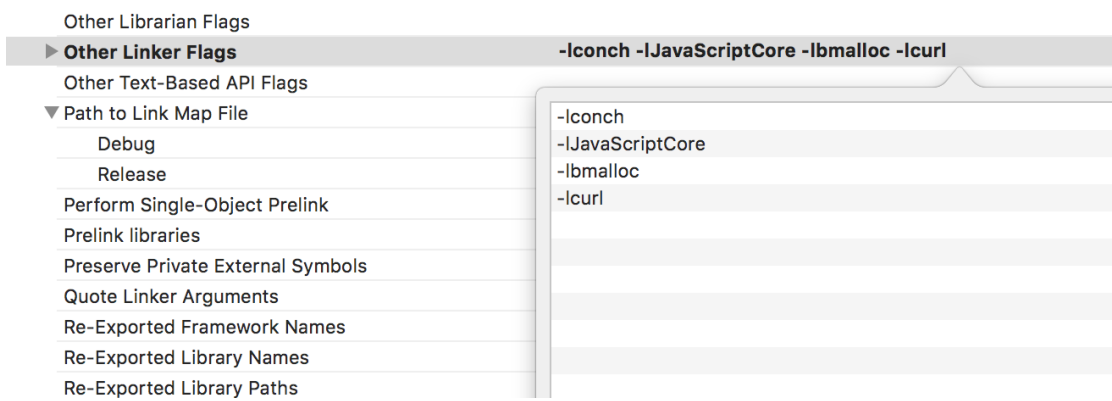 Other Librarian Flags
Other Linker Flags -lconch -lJavaScriptCore -lbmalloc -lcurl
Other Text-Based API Flags
Path to Link Map File
-lconch
Debug
-lJavaScriptCore
Release
-lbmalloc
Perform Single-Object Prelink
-lcurl
Prelink libraries
Preserve Private External Symbols
Quote Linker Arguments
Re-Exported Framework Names
Re-Exported Library Names
Re-Exported Library Paths